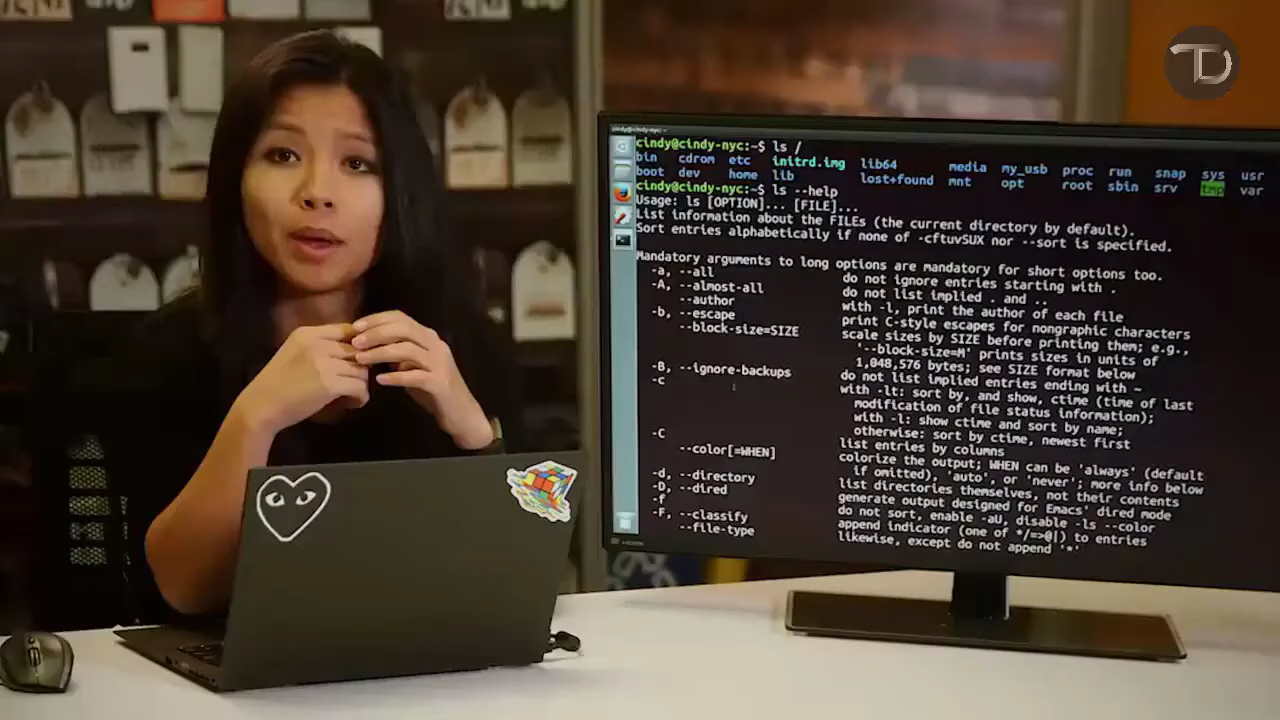 TD
cindy@cindy-nyc: ~
cindy@cindy-nyc:~$ ls /
bin cdrom etc initrd.img lib64 media my_usb proc run snap sys usr
boot dev home lib lost+found mnt opt root sbin srv tmp var
cindy@cindy-nyc:~$ ls --help
Usage: ls [OPTION]... [FILE]...
List information about the FILEs (the current directory by default).
Sort entries alphabetically if none of -cftuvSUX nor --sort is specified.
Mandatory arguments to long options are mandatory for short options too.
-a, --all do not ignore entries starting with .
-A, --almost-all do not list implied . and ..
--author with -l, print the author of each file
-b, --escape print C-style escapes for nongraphic characters
--block-size=SIZE scale sizes by SIZE before printing them; e.g.,
'--block-size=M' prints sizes in units of
1,048,576 bytes; see SIZE format below
-B, --ignore-backups do not list implied entries ending with ~
-c with -lt: sort by, and show, ctime (time of last
modification of file status information);
with -l: show ctime and sort by name;
otherwise: sort by ctime, newest first
-C list entries by columns
--color[=WHEN] colorize the output; WHEN can be 'always' (default
if omitted), 'auto', or 'never'; more info below
-d, --directory list directories themselves, not their contents
-D, --dired generate output designed for Emacs' dired mode
-f do not sort, enable -aU, disable -ls --color
-F, --classify append indicator (one of */=>@|) to entries
--file-type likewise, except do not append '*'